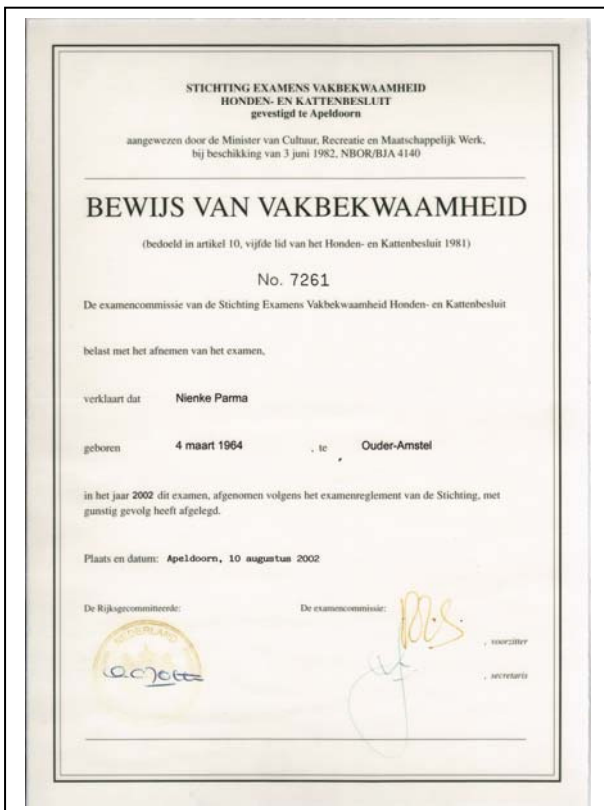 STICHTING EXAMENS VAKBEKWAAMHEID
HONDEN- EN KATTENBESLUIT
gevestigd te Apeldoorn
aangewezen door de Minister van Cultuur, Recreatie en Maatschappelijk Werk,
bij beschikking van 3 juni 1982, NBOR/BJA 4140
BEWIJS VAN VAKBEKWAAMHEID
(bedoeld in artikel 10, vijfde lid van het Honden- en Kattenbesluit 1981)
No. 7261
De examencommissie van de Stichting Examens Vakbekwaamheid Honden- en Kattenbesluit
belast met het afnemen van het examen,
verklaart dat Nienke Parma
geboren 4 maart 1964 , te Ouder-Amstel
in het jaar 2002 dit examen, afgenomen volgens het examenreglement van de Stichting, met
gunstig gevolg heeft afgelegd.
Plaats en datum: Apeldoorn, 10 augustus 2002
De Rijksgecommitteerde: De examencommissie:
NEDERLAND
, voorzitter
, secretaris